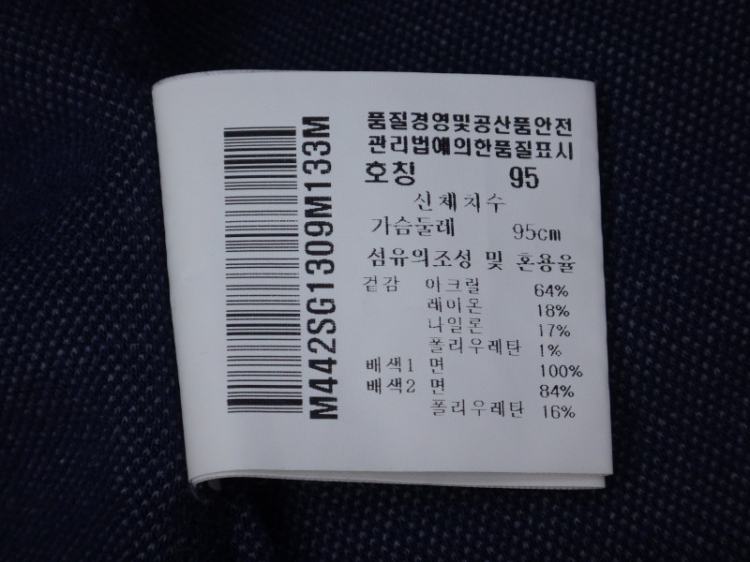 M442SG1309M133M
품질경영및공산품안전
관리법에의한품질표시
호칭 95
신체치수
가슴둘레 95cm
섬유의조성 및 혼용율
겉감 아크릴 64%
레이온 18%
나일론 17%
폴리우레탄 1%
배색1 면 100%
배색2 면 84%
폴리우레탄 16%